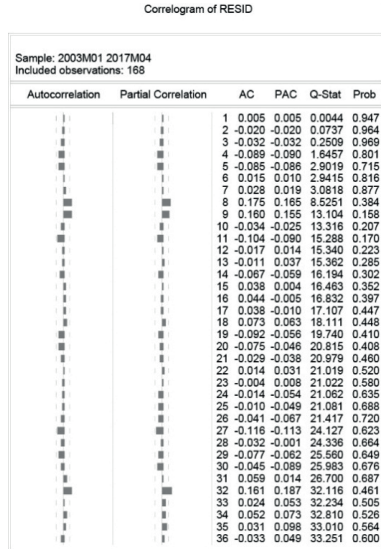 Correlogram of RESID
Sample: 2003M01 2017M04
Included observations: 168
Autocorrelation Partial Correlation AC PAC Q-Stat Prob
1 0.005 0.005 0.0044 0.947
2 -0.020 -0.020 0.0737 0.964
3 -0.032 -0.032 0.2509 0.969
4 -0.089 -0.090 1.6457 0.801
5 -0.085 -0.086 2.9019 0.715
6 0.015 0.010 2.9415 0.816
7 0.028 0.019 3.0818 0.877
8 0.175 0.165 8.5251 0.384
9 0.160 0.155 13.104 0.158
10 -0.034 -0.025 13.316 0.207
11 -0.104 -0.090 15.288 0.170
12 -0.017 0.014 15.340 0.223
13 -0.011 0.037 15.362 0.285
14 -0.067 -0.059 16.194 0.302
15 0.038 0.004 16.463 0.352
16 0.044 -0.005 16.832 0.397
17 0.038 -0.010 17.107 0.447
18 0.073 0.063 18.111 0.448
19 -0.092 -0.056 19.740 0.410
20 -0.075 -0.046 20.815 0.408
21 -0.029 -0.038 20.979 0.460
22 0.014 0.031 21.019 0.520
23 -0.004 0.008 21.022 0.580
24 -0.014 -0.054 21.062 0.635
25 -0.010 -0.049 21.081 0.688
26 -0.041 -0.067 21.417 0.720
27 -0.116 -0.113 24.127 0.623
28 -0.032 -0.001 24.336 0.664
29 -0.077 -0.062 25.560 0.649
30 -0.045 -0.089 25.983 0.676
31 0.059 0.014 26.700 0.687
32 0.161 0.187 32.116 0.461
33 0.024 0.053 32.234 0.505
34 0.052 0.073 32.810 0.526
35 0.031 0.098 33.010 0.564
36 -0.033 0.049 33.251 0.600